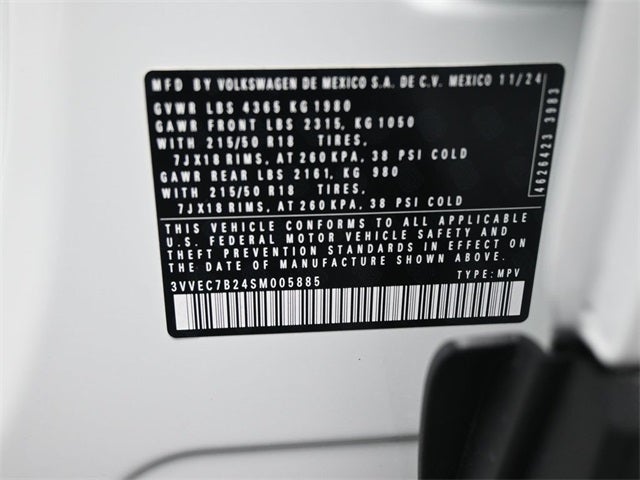 MFD BY VOLKSWAGEN DE MEXICO S.A. DE C.V. MEXICO 11/24
GVWR LBS 4365 KG 1980
GAWR FRONT LBS 2315, KG 1050
WITH 215/50 R18 TIRES,
7JX18 RIMS, AT 260 KPA, 38 PSI COLD
GAWR REAR LBS 2161, KG 980
WITH 215/50 R18 TIRES,
7JX18 RIMS, AT 260 KPA, 38 PSI COLD
THIS VEHICLE CONFORMS TO ALL APPLICABLE
U.S. FEDERAL MOTOR VEHICLE SAFETY AND
THEFT PREVENTION STANDARDS IN EFFECT ON
THE DATE OF MANUFACTURE SHOWN ABOVE.
3VVEC7B24SM005885 TYPE: MPV
4626423 3983